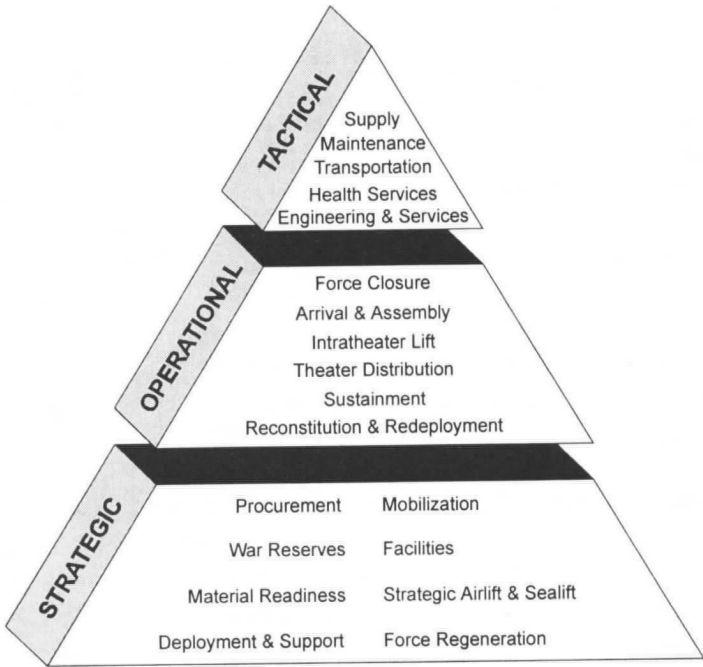 TACTICAL
Supply
Maintenance
Transportation
Health Services
Engineering & Services
OPERATIONAL
Force Closure
Arrival & Assembly
Intratheater Lift
Theater Distribution
Sustainment
Reconstitution & Redeployment
STRATEGIC
Procurement Mobilization
War Reserves Facilities
Material Readiness Strategic Airlift & Sealift
Deployment & Support Force Regeneration